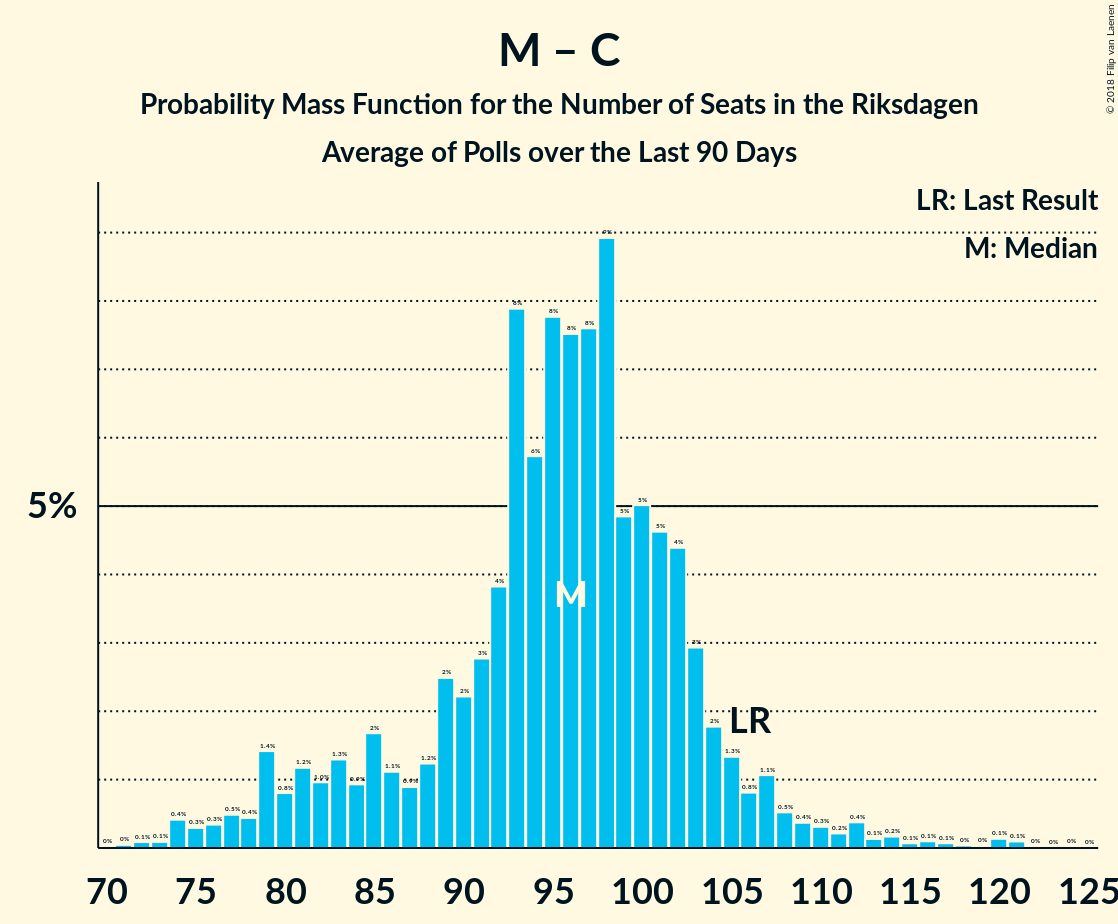 M – C
Probability Mass Function for the Number of Seats in the Riksdagen
Average of Polls over the Last 90 Days
© 2018 Filip van Laenen
LR: Last Result
M: Median
5%
0% 0% 0.1% 0.1% 0.4% 0.3% 0.3% 0.5% 0.4% 1.4% 0.8% 1.2% 1.0% 1.3% 0.9% 2% 1.1% 0.9% 1.2% 2% 2% 3% 4% 8% 6% 8% 8% 8% 9% 5% 5% 5% 4% 3% 2% 1.3% 0.8% 1.1% 0.5% 0.4% 0.3% 0.2% 0.4% 0.1% 0.2% 0.1% 0.1% 0.1% 0% 0% 0.1% 0.1% 0% 0% 0% 0%
M
LR
70 75 80 85 90 95 100 105 110 115 120 125